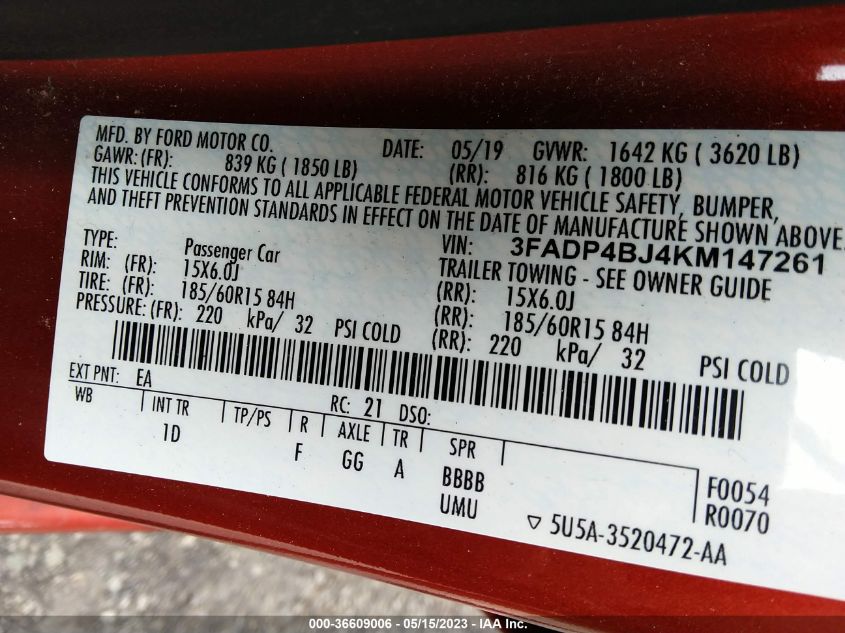 MFD. BY FORD MOTOR CO. DATE: 05/19 GVWR: 1642 KG ( 3620 LB)
GAWR: (FR): 839 KG ( 1850 LB) (RR): 816 KG ( 1800 LB)
THIS VEHICLE CONFORMS TO ALL APPLICABLE FEDERAL MOTOR VEHICLE SAFETY, BUMPER,
AND THEFT PREVENTION STANDARDS IN EFFECT ON THE DATE OF MANUFACTURE SHOWN ABOVE.
VIN: 3FADP4BJ4KM147261
TYPE: Passenger Car TRAILER TOWING - SEE OWNER GUIDE
RIM: (FR): 15X6.0J (RR): 15X6.0J
TIRE: (FR): 185/60R15 84H (RR): 185/60R15 84H
PRESSURE: (FR): 220 kPa/ 32 PSI COLD (RR): 220 kPa/ 32 PSI COLD
EXT PNT: EA RC: 21 DSO:
WB INT TR TP/PS R AXLE TR SPR
1D F GG A BBBB F0054
UMU R0070
▽ 5U5A-3520472-AA
000-36609006 - 05/15/2023 - IAA Inc.